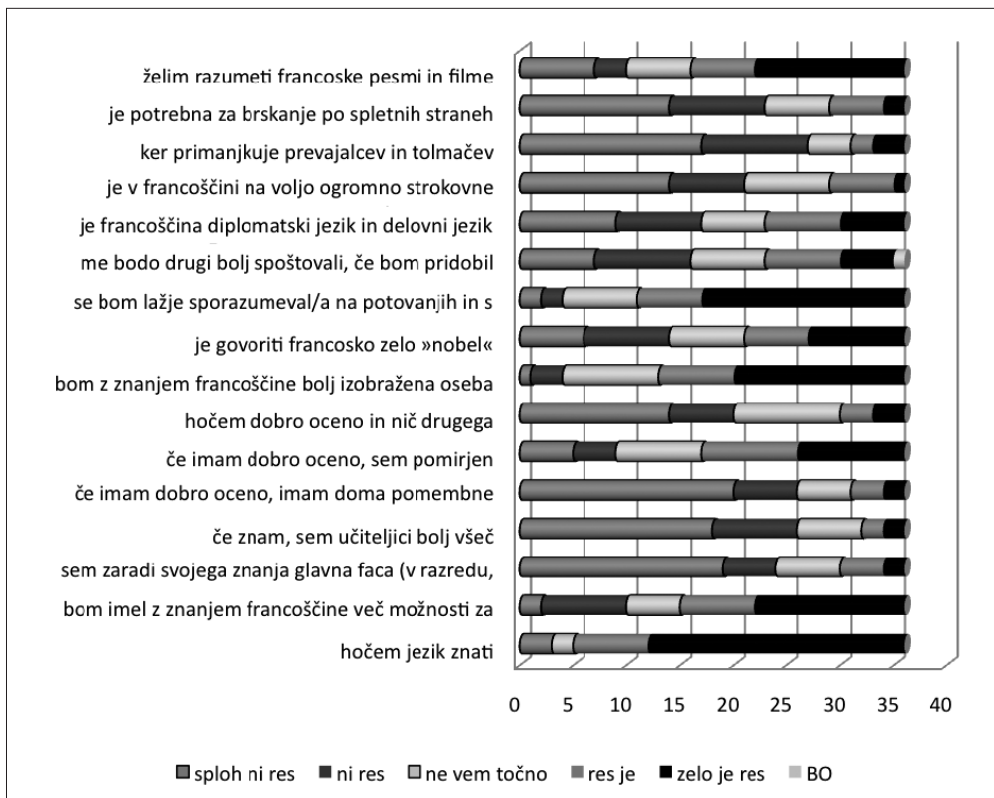 želim razumeti francoske pesmi in filme
je potrebna za brskanje po spletnih straneh
ker primanjkuje prevajalcev in tolmačev
je v francoščini na voljo ogromno strokovne
je francoščina diplomatski jezik in delovni jezik
me bodo drugi bolj spoštovali, če bom pridobil
se bom lažje sporazumeval/a na potovanjih in s
je govoriti francosko zelo »nobel«
bom z znanjem francoščine bolj izobražena oseba
hočem dobro oceno in nič drugega
če imam dobro oceno, sem pomirjen
če imam dobro oceno, imam doma pomembne
če znam, sem učiteljici bolj všeč
sem zaradi svojega znanja glavna faca (v razredu,
bom imel z znanjem francoščine več možnosti za
hočem jezik znati
0 5 10 15 20 25 30 35 40
sploh ni res ni res ne vem točno res je zelo je res BO